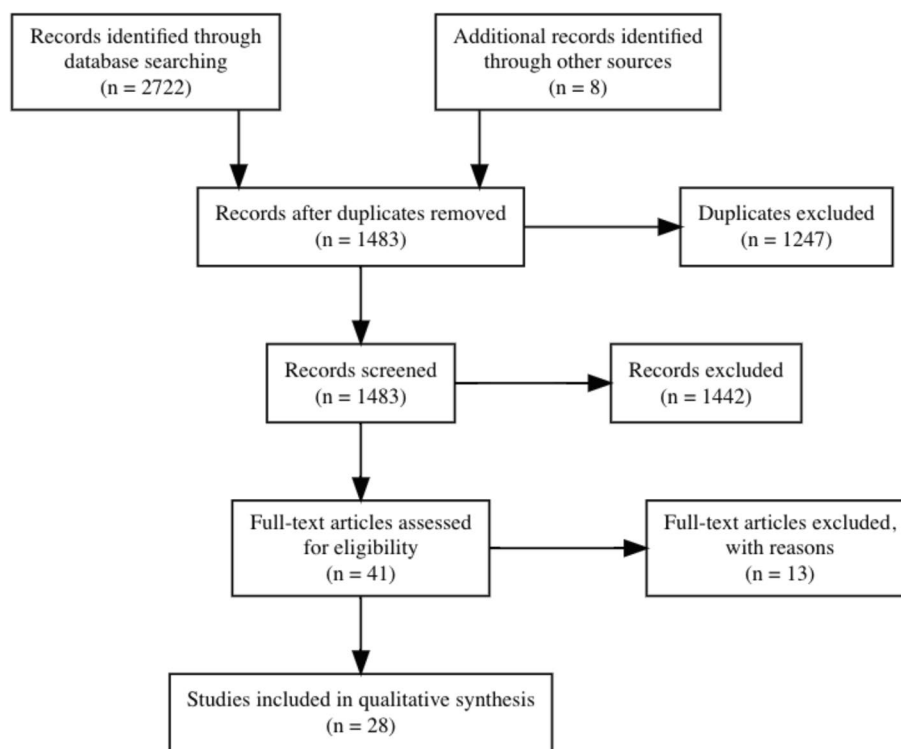 Records identified through
database searching
(n = 2722)
Additional records identified
through other sources
(n = 8)
Records after duplicates removed
(n = 1483)
Duplicates excluded
(n = 1247)
Records screened
(n = 1483)
Records excluded
(n = 1442)
Full-text articles assessed
for eligibility
(n = 41)
Full-text articles excluded,
with reasons
(n = 13)
Studies included in qualitative synthesis
(n = 28)